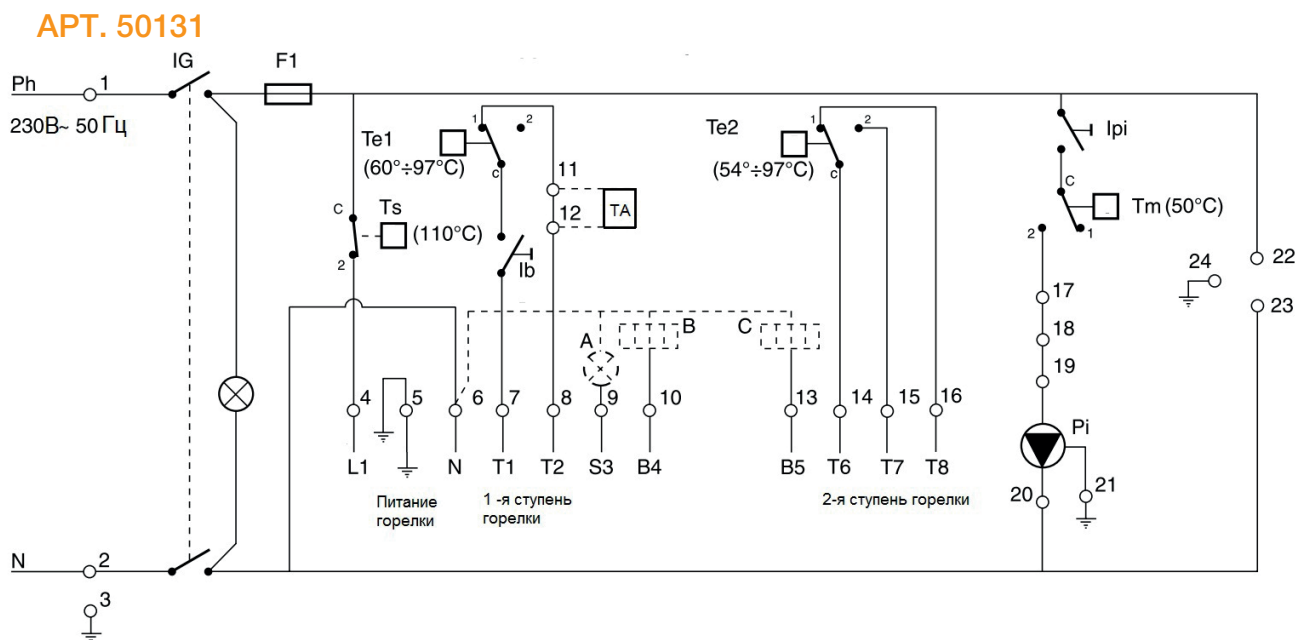 АРТ. 50131
IG
F1
Ph
1
230В~ 50 Гц
Te1
1
2
(60°÷97°C)
c
11
12
TA
Te2
1
2
(54°÷97°C)
c
Ipi
C
Tm (50°C)
2
1
C
Ts
(110°C)
2
Ib
24
22
23
17
18
19
A
B
C
4
5
6
7
8
9
10
13
14
15
16
L1
N
T1
T2
S3
B4
B5
T6
T7
T8
Pi
20
21
Питание
горелки
1 -я ступень
горелки
2-я ступень горелки
N
2
3